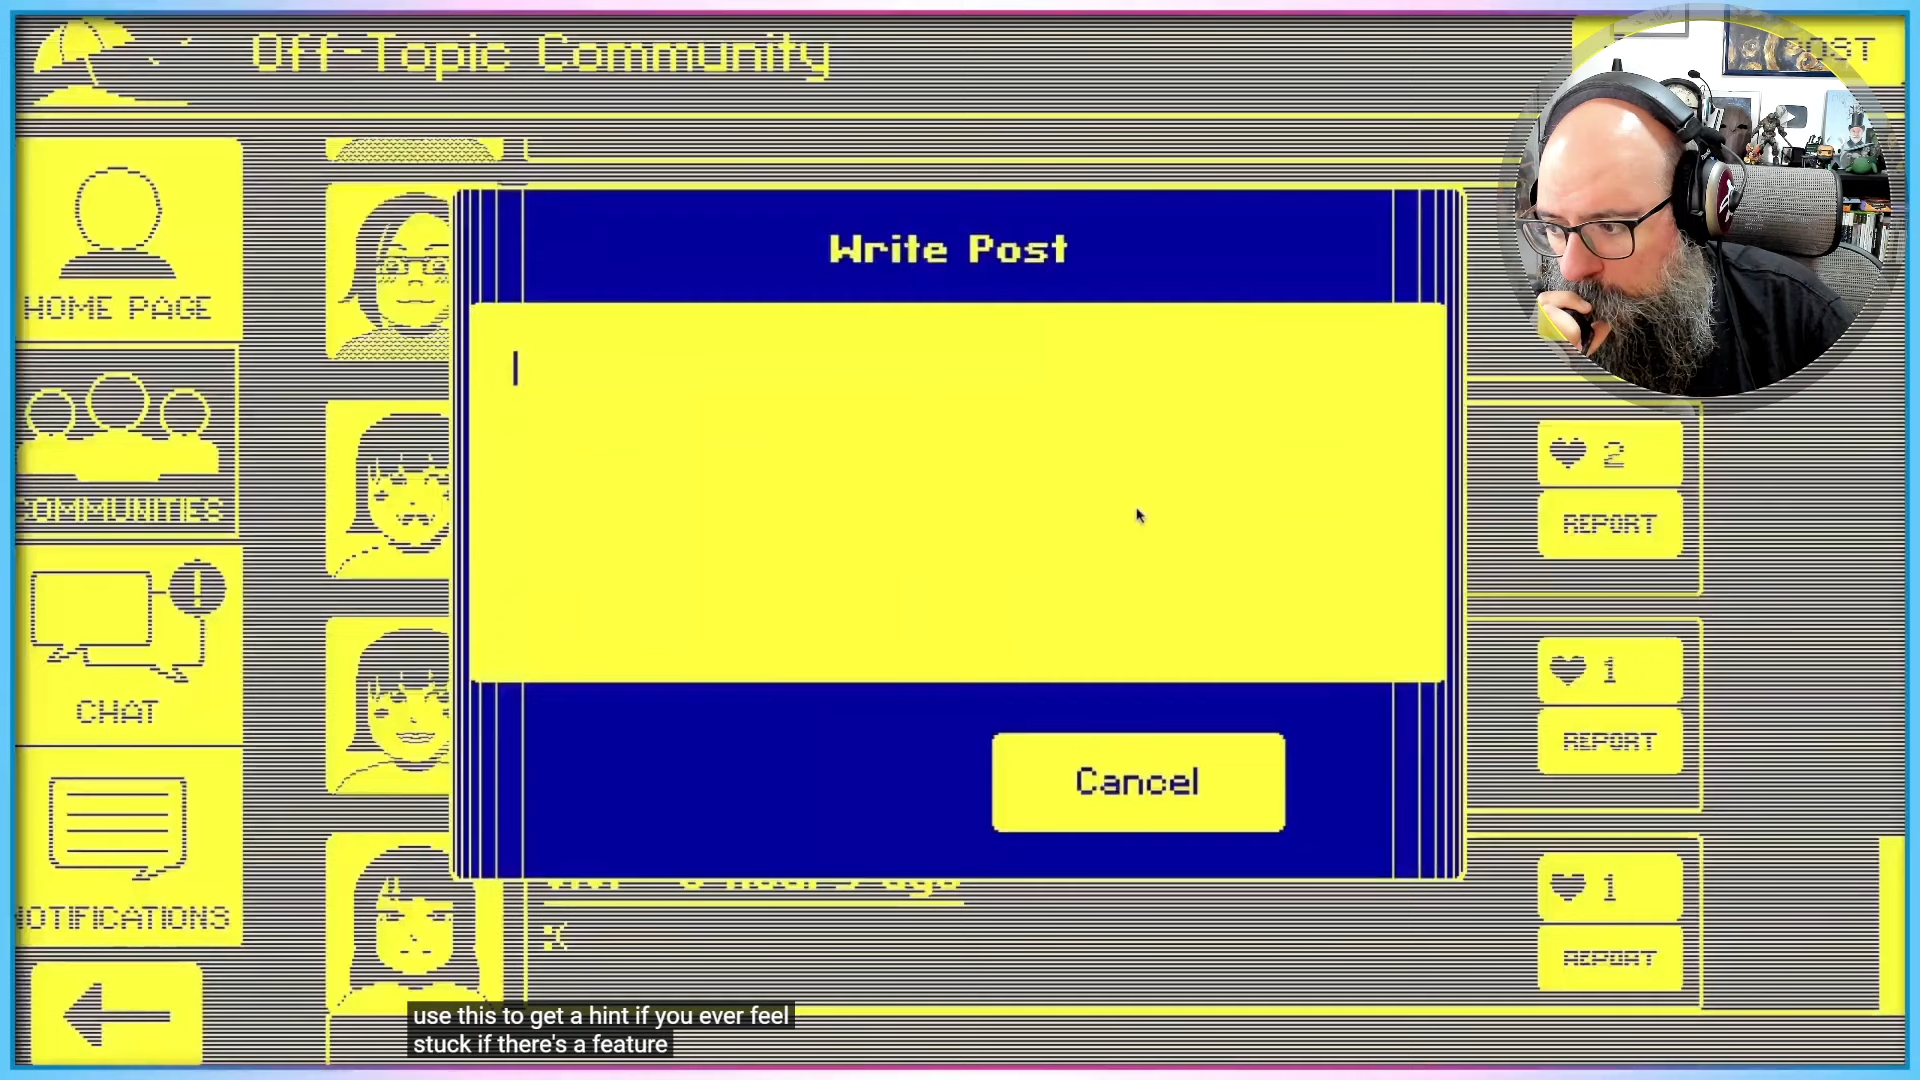 Off-Topic Community
POST
Write Post
HOME PAGE
COMMUNITIES
2
REPORT
1
REPORT
CHAT
Cancel
1
REPORT
NOTIFICATIONS
:(
use this to get a hint if you ever feel
stuck if there's a feature